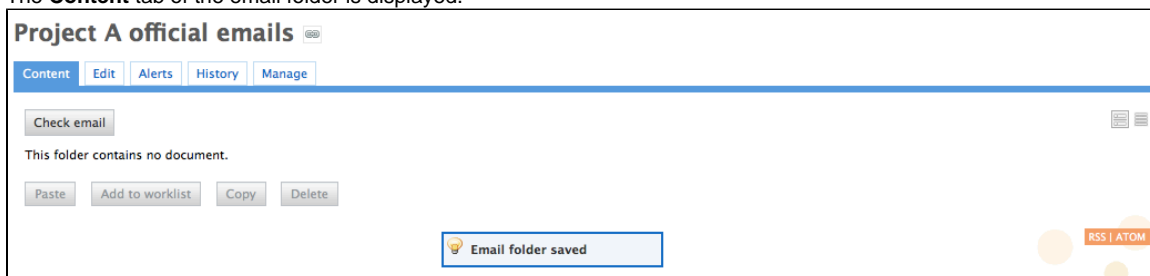 The Content tab of the email folder is displayed.
Project A official emails
Content Edit Alerts History Manage
Check email
This folder contains no document.
Paste Add to worklist Copy Delete
Email folder saved
RSS | ATOM